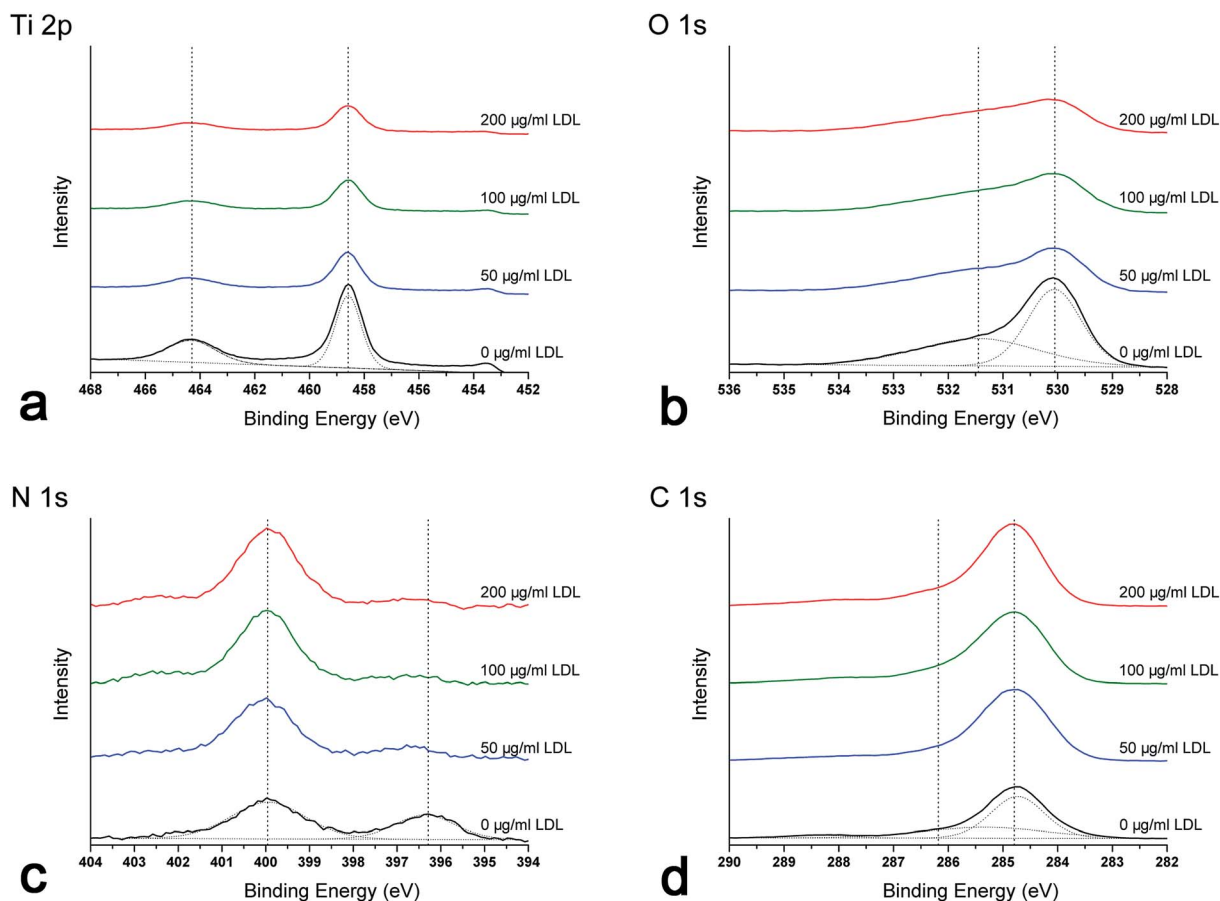 Ti 2p
Intensity
200 µg/ml LDL
100 µg/ml LDL
50 µg/ml LDL
0 µg/ml LDL
468 466 464 462 460 458 456 454 452
Binding Energy (eV)
a
O 1s
Intensity
200 µg/ml LDL
100 µg/ml LDL
50 µg/ml LDL
0 µg/ml LDL
536 535 534 533 532 531 530 529 528
Binding Energy (eV)
b
N 1s
Intensity
200 µg/ml LDL
100 µg/ml LDL
50 µg/ml LDL
0 µg/ml LDL
404 403 402 401 400 399 398 397 396 395 394
Binding Energy (eV)
c
C 1s
Intensity
200 µg/ml LDL
100 µg/ml LDL
50 µg/ml LDL
0 µg/ml LDL
290 289 288 287 286 285 284 283 282
Binding Energy (eV)
d